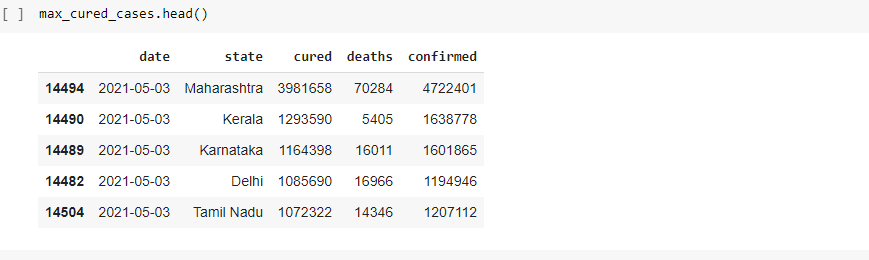 [ ] max_cured_cases.head()
date state cured deaths confirmed
14494 2021-05-03 Maharashtra 3981658 70284 4722401
14490 2021-05-03 Kerala 1293590 5405 1638778
14489 2021-05-03 Karnataka 1164398 16011 1601865
14482 2021-05-03 Delhi 1085690 16966 1194946
14504 2021-05-03 Tamil Nadu 1072322 14346 1207112